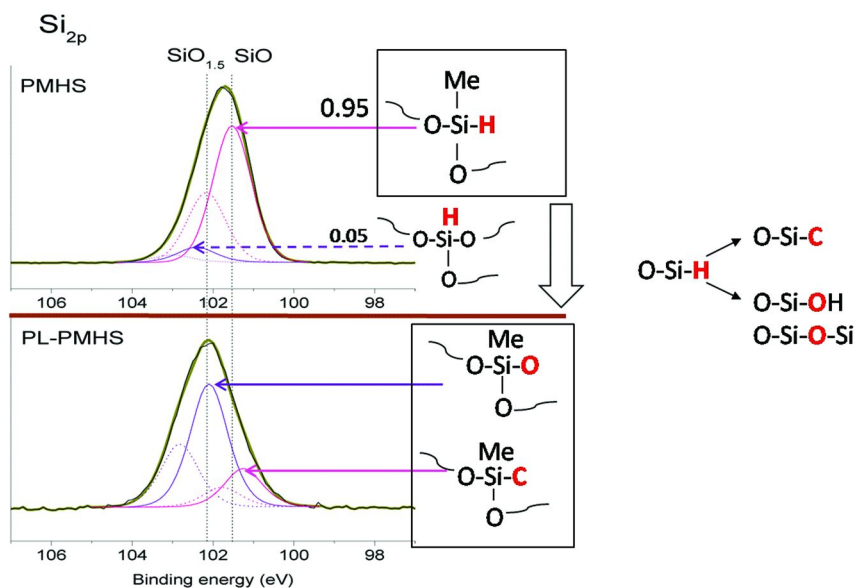 Si2p
SiO1.5 SiO
PMHS
0.95
Me
O-Si-H
O
0.05
H
O-Si-O
O
106 104 102 100 98
O-Si-H
O-Si-C
O-Si-OH
O-Si-O-Si
PL-PMHS
Me
O-Si-O
O
Me
O-Si-C
O
106 104 102 100 98
Binding energy (eV)